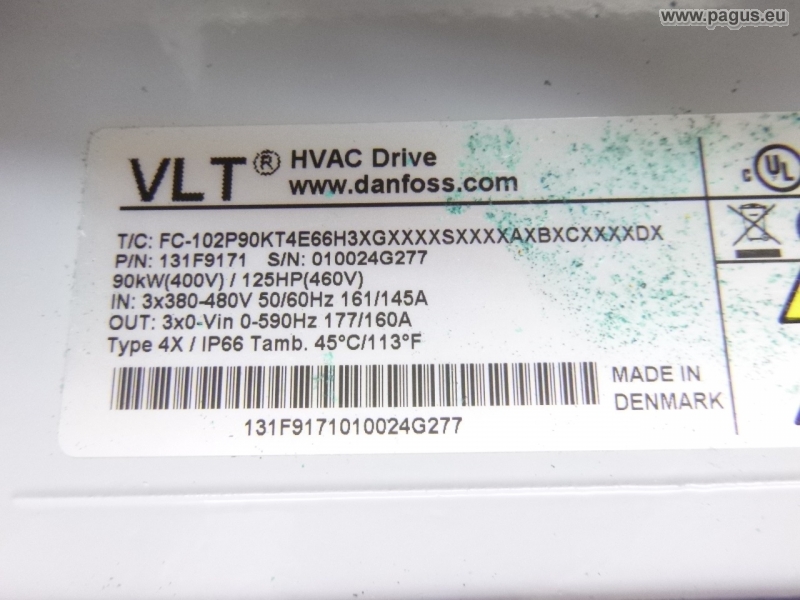 www.pagus.eu
VLT® HVAC Drive
www.danfoss.com
c UL
T/C: FC-102P90KT4E66H3XGXXXXSXXXXAXBXCXXXXDX
P/N: 131F9171 S/N: 010024G277
90kW(400V) / 125HP(460V)
IN: 3x380-480V 50/60Hz 161/145A
OUT: 3x0-Vin 0-590Hz 177/160A
Type 4X / IP66 Tamb. 45°C/113°F
MADE IN
DENMARK
131F9171010024G277